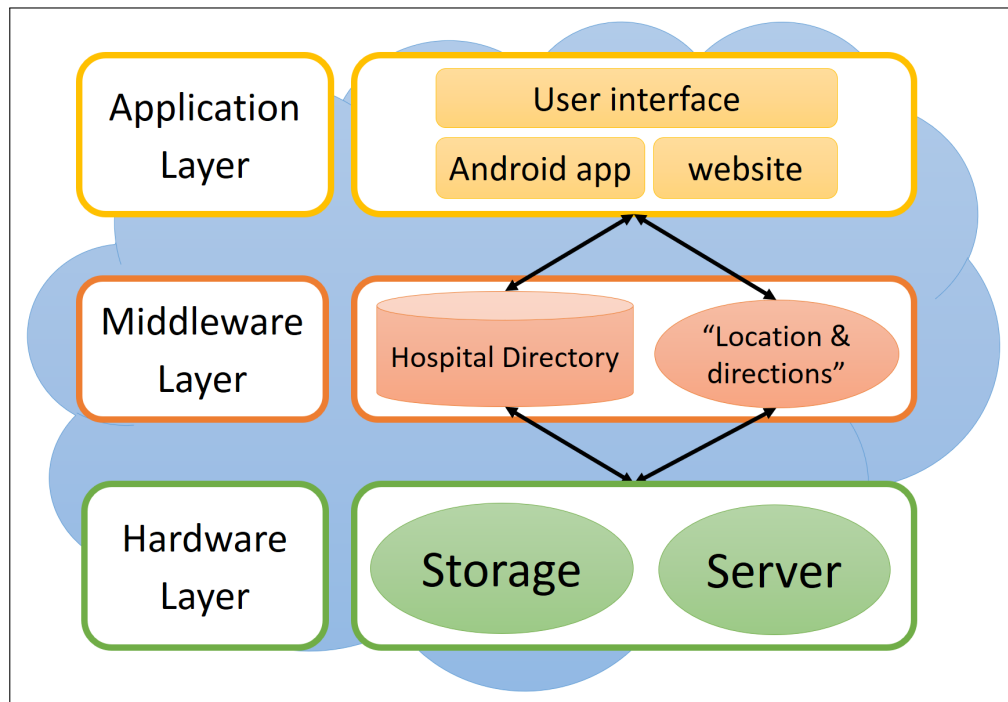 Application
Layer
User interface
Android app
website
Middleware
Layer
Hospital Directory
“Location &
directions”
Hardware
Layer
Storage
Server